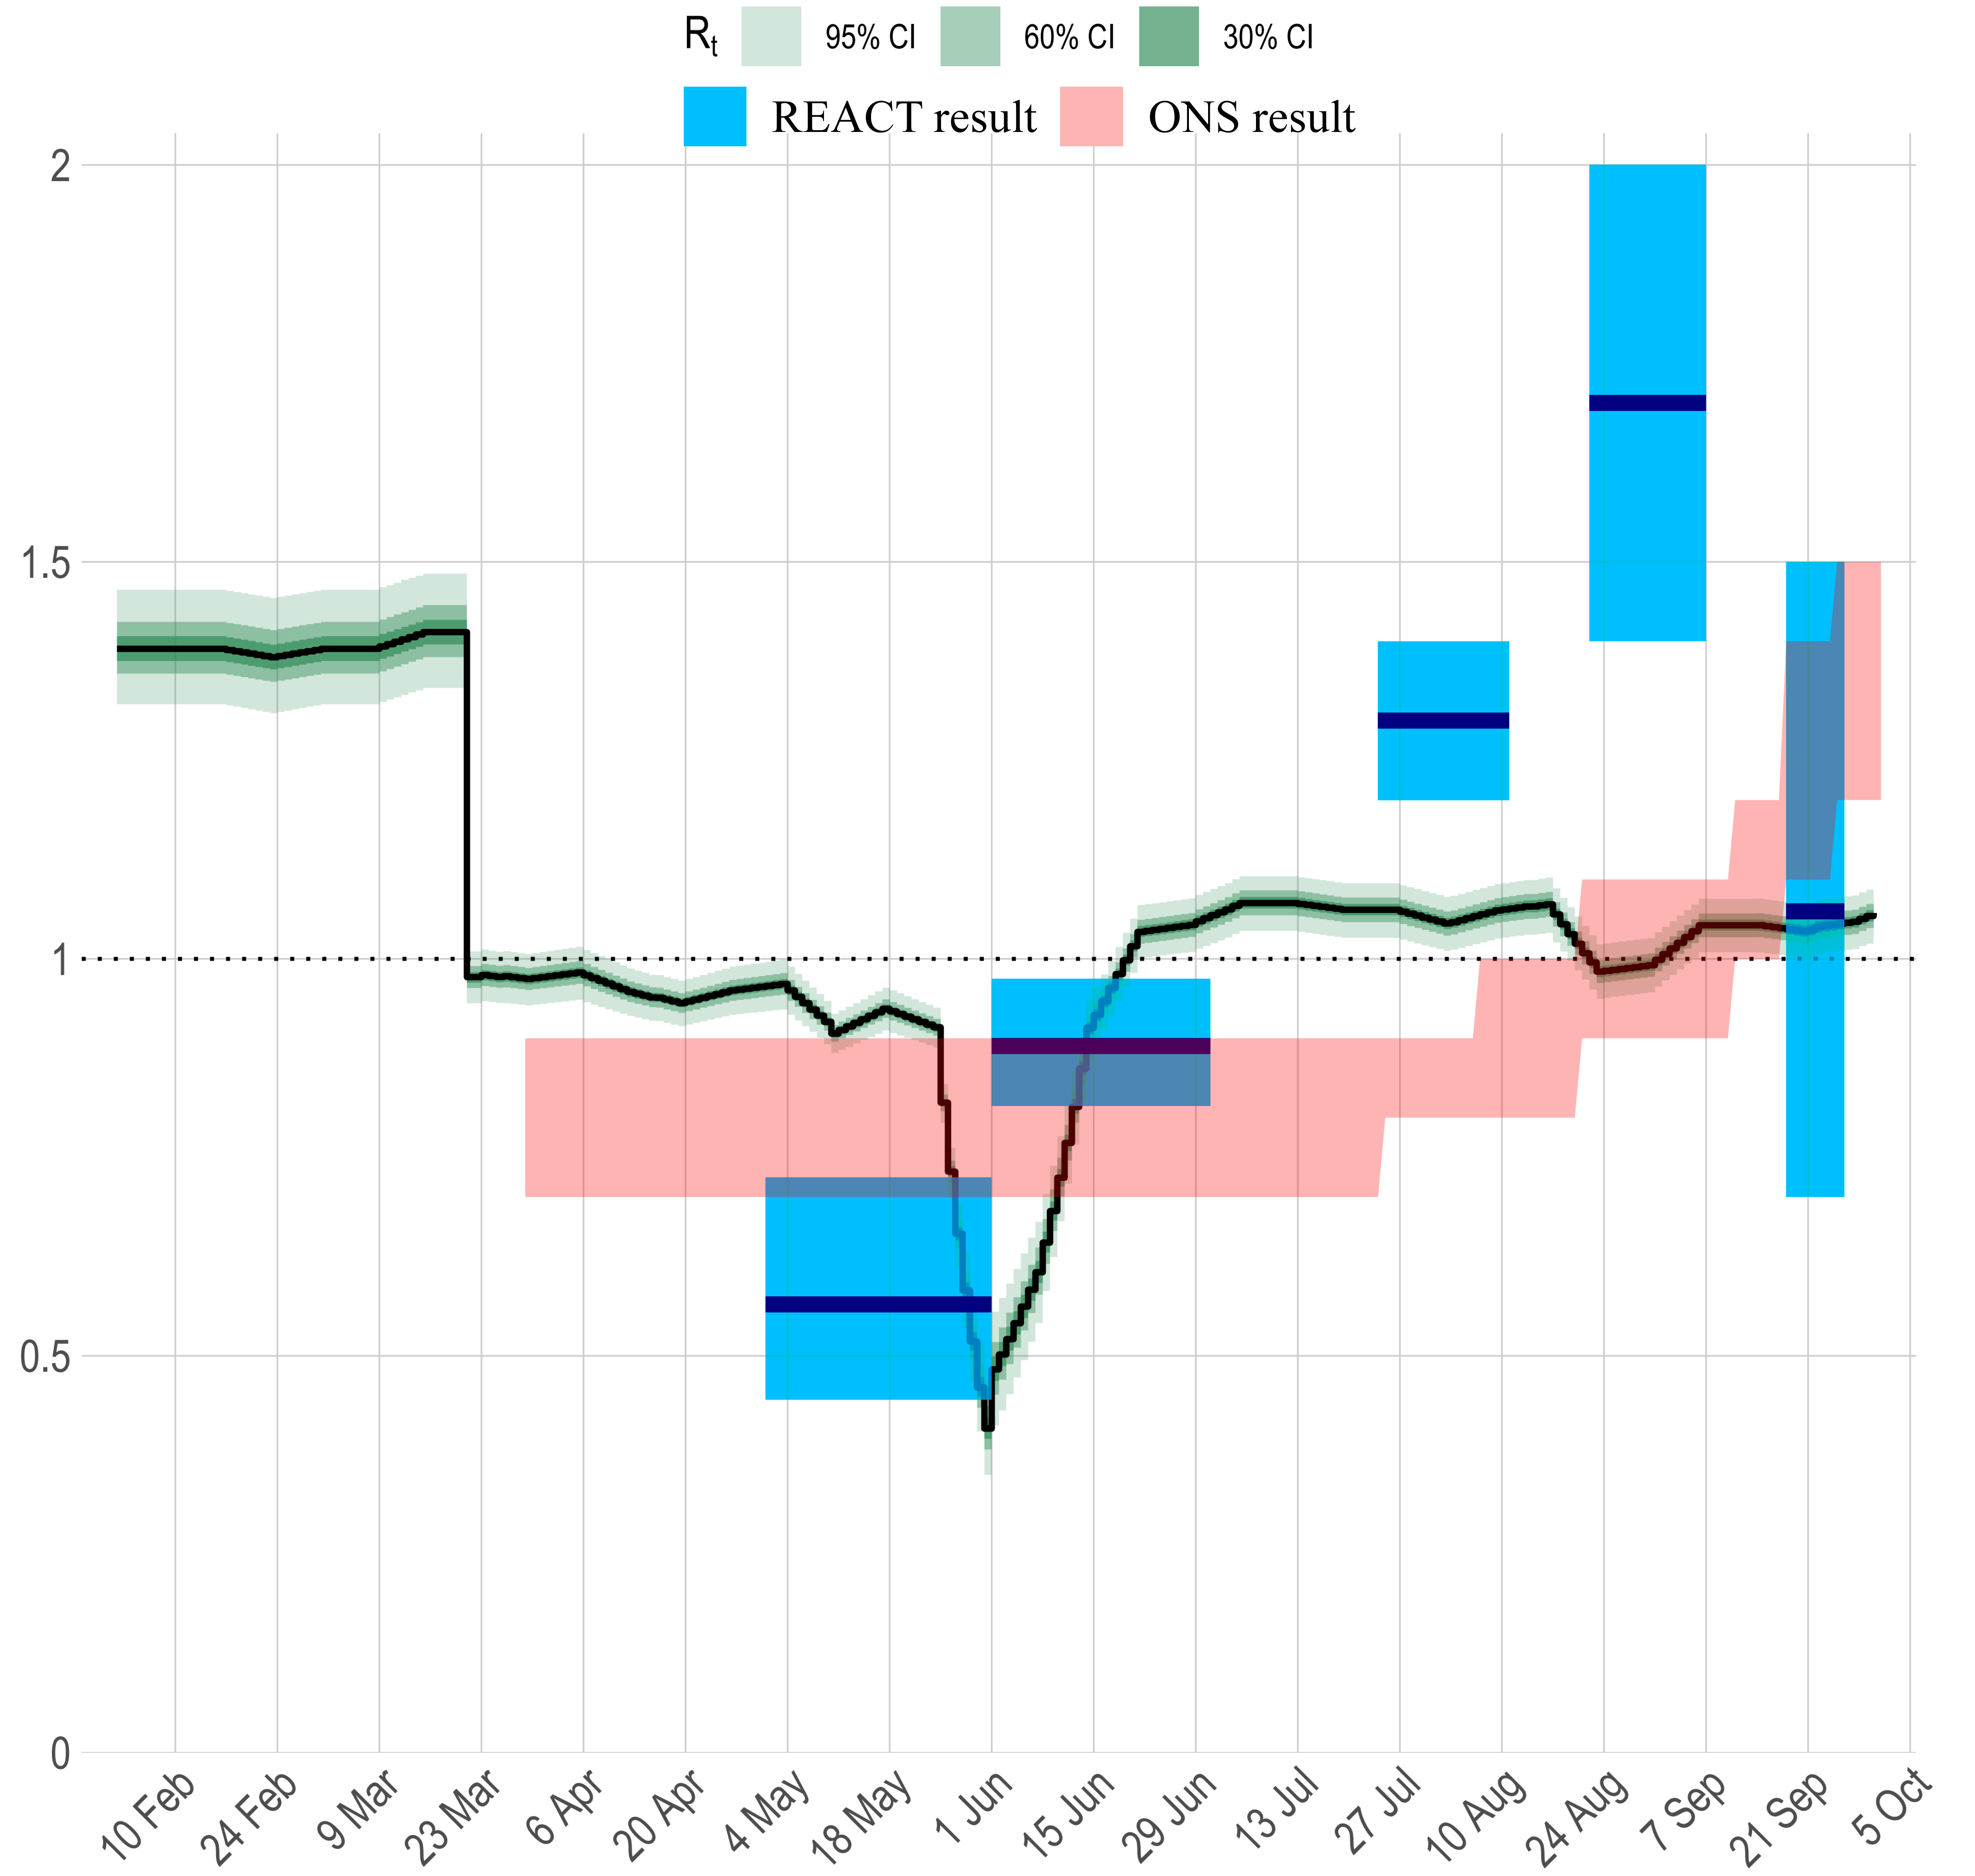 Rt 95% CI 60% CI 30% CI
REACT result ONS result
2
1.5
1
0.5
0
10 Feb 24 Feb 9 Mar 23 Mar 6 Apr 20 Apr 4 May 18 May 1 Jun 15 Jun 29 Jun 13 Jul 27 Jul 10 Aug 24 Aug 7 Sep 21 Sep 5 Oct